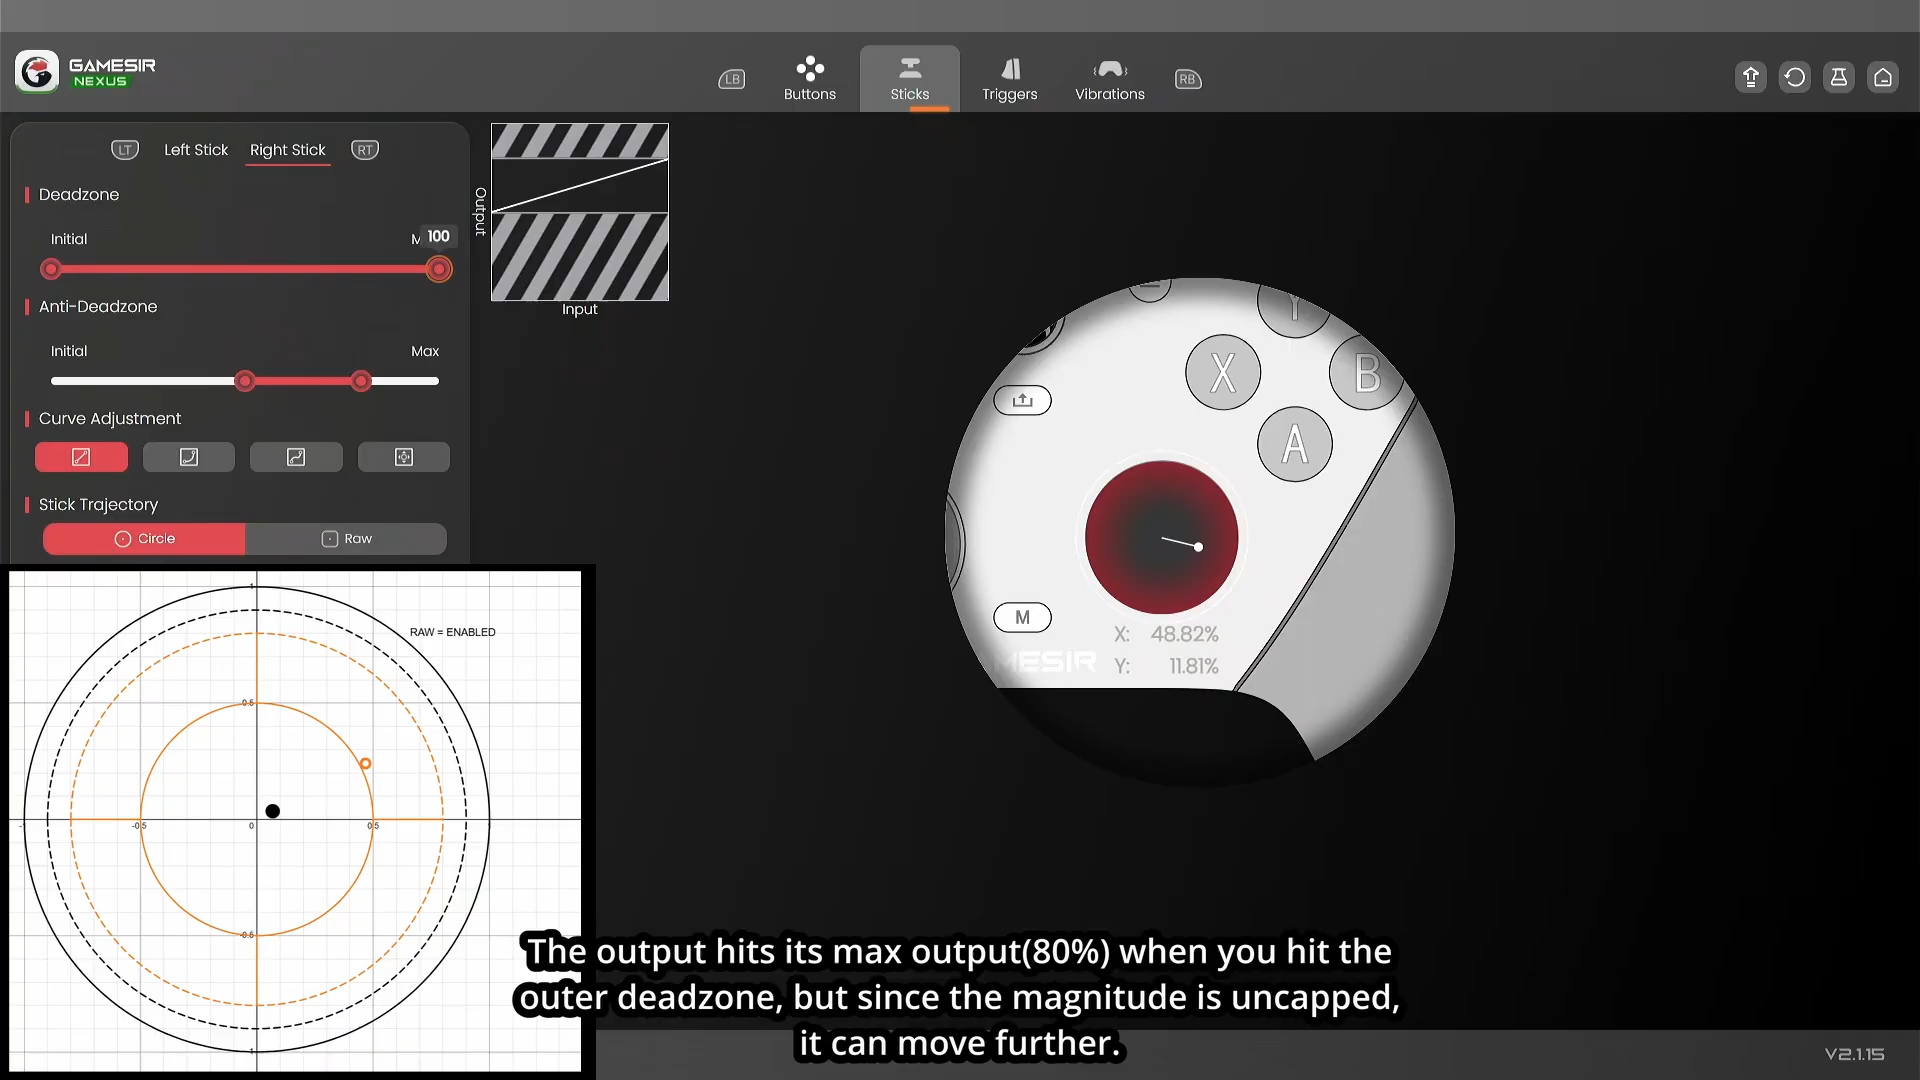 GAMESIR
NEXUS
LB
Buttons
Sticks
Triggers
Vibrations
RB
LT
Left Stick
Right Stick
RT
Deadzone
Initial
M 100
Anti-Deadzone
Initial
Max
Curve Adjustment
Stick Trajectory
Circle
Raw
Output
Input
Y
X
B
A
M
X: 48.82%
Y: 11.81%
MESIR
RAW = ENABLED
1
0.5
-0.5
0
0.5
-0.5
The output hits its max output(80%) when you hit the
outer deadzone, but since the magnitude is uncapped,
it can move further.
V2.1.15